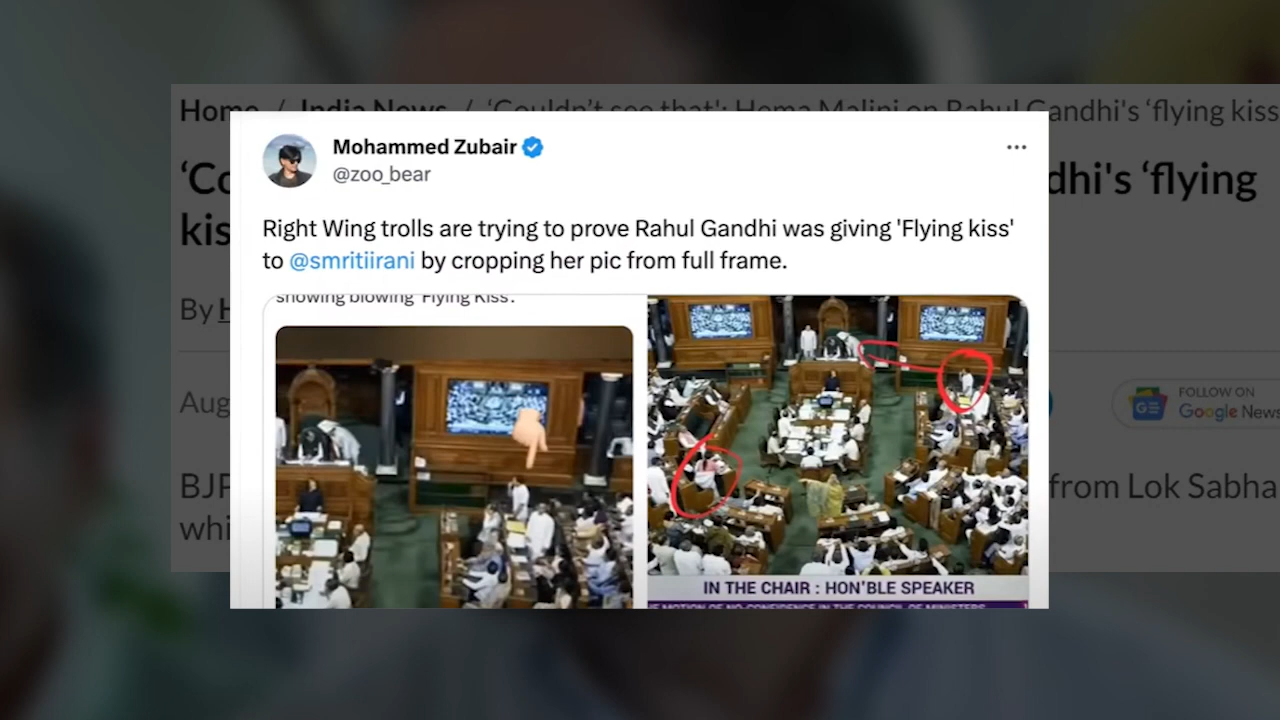 Home / India News / ‘Couldn't see that': Hema Malini on Rahul Gandhi's ‘flying kiss
dhi's ‘flying
kis
By
Aug
FOLLOW ON
Google News
BJP
from Lok Sabha
whi
Mohammed Zubair
@zoo_bear
Right Wing trolls are trying to prove Rahul Gandhi was giving 'Flying kiss'
to @smritiirani by cropping her pic from full frame.
showing blowing 'Flying Kiss'.
IN THE CHAIR : HON'BLE SPEAKER
MOTION OF NO-CONFIDENCE IN THE COUNCIL OF MINISTERS